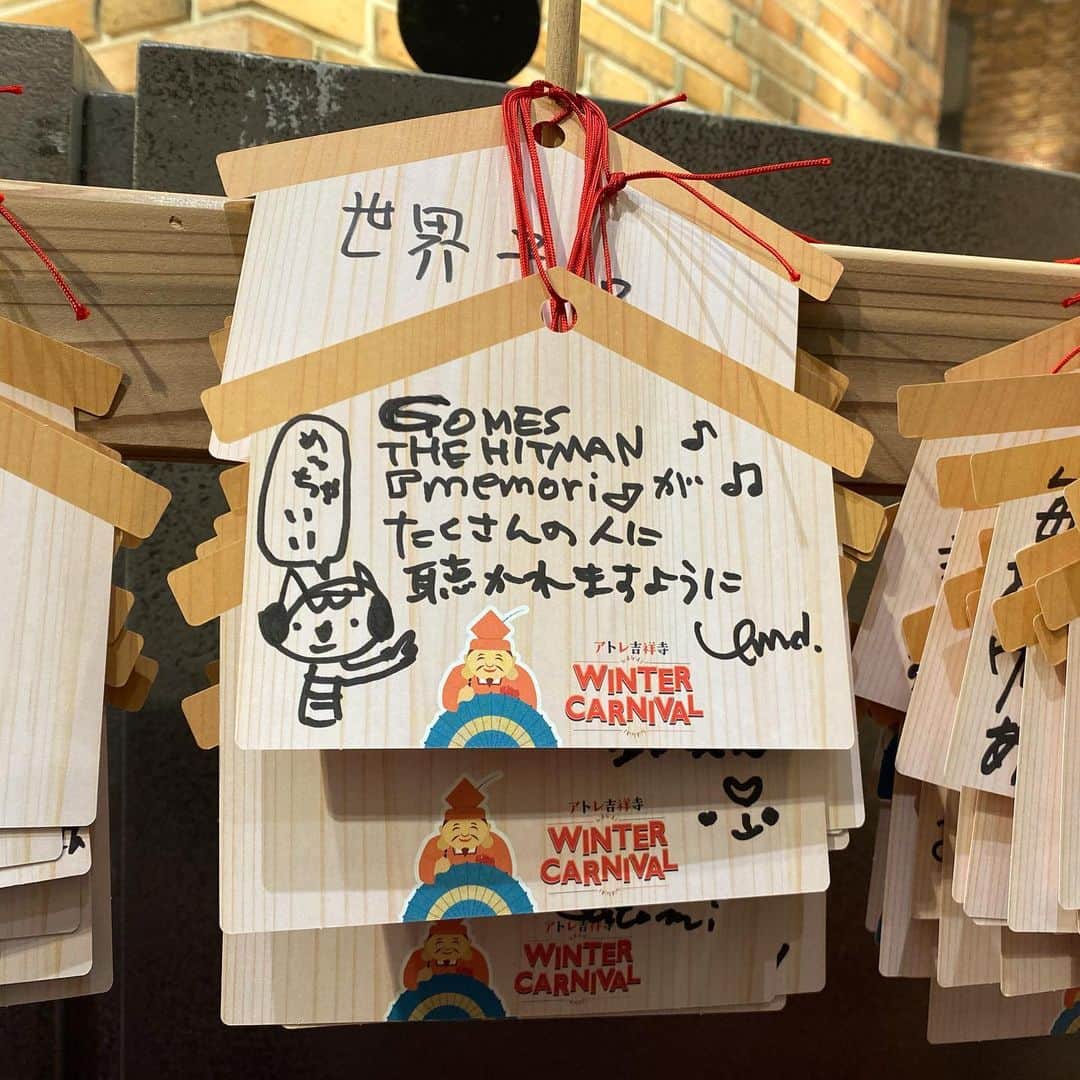 世界
GOMES
THE HITMAN
『memori』が
たくさんの人に
聴かれますように
めっちゃ
いい
アトレ吉祥寺
WINTER
CARNIVAL
アトレ吉祥寺
WINTER
CARNIVAL
アトレ吉祥寺
WINTER
CARNIVAL